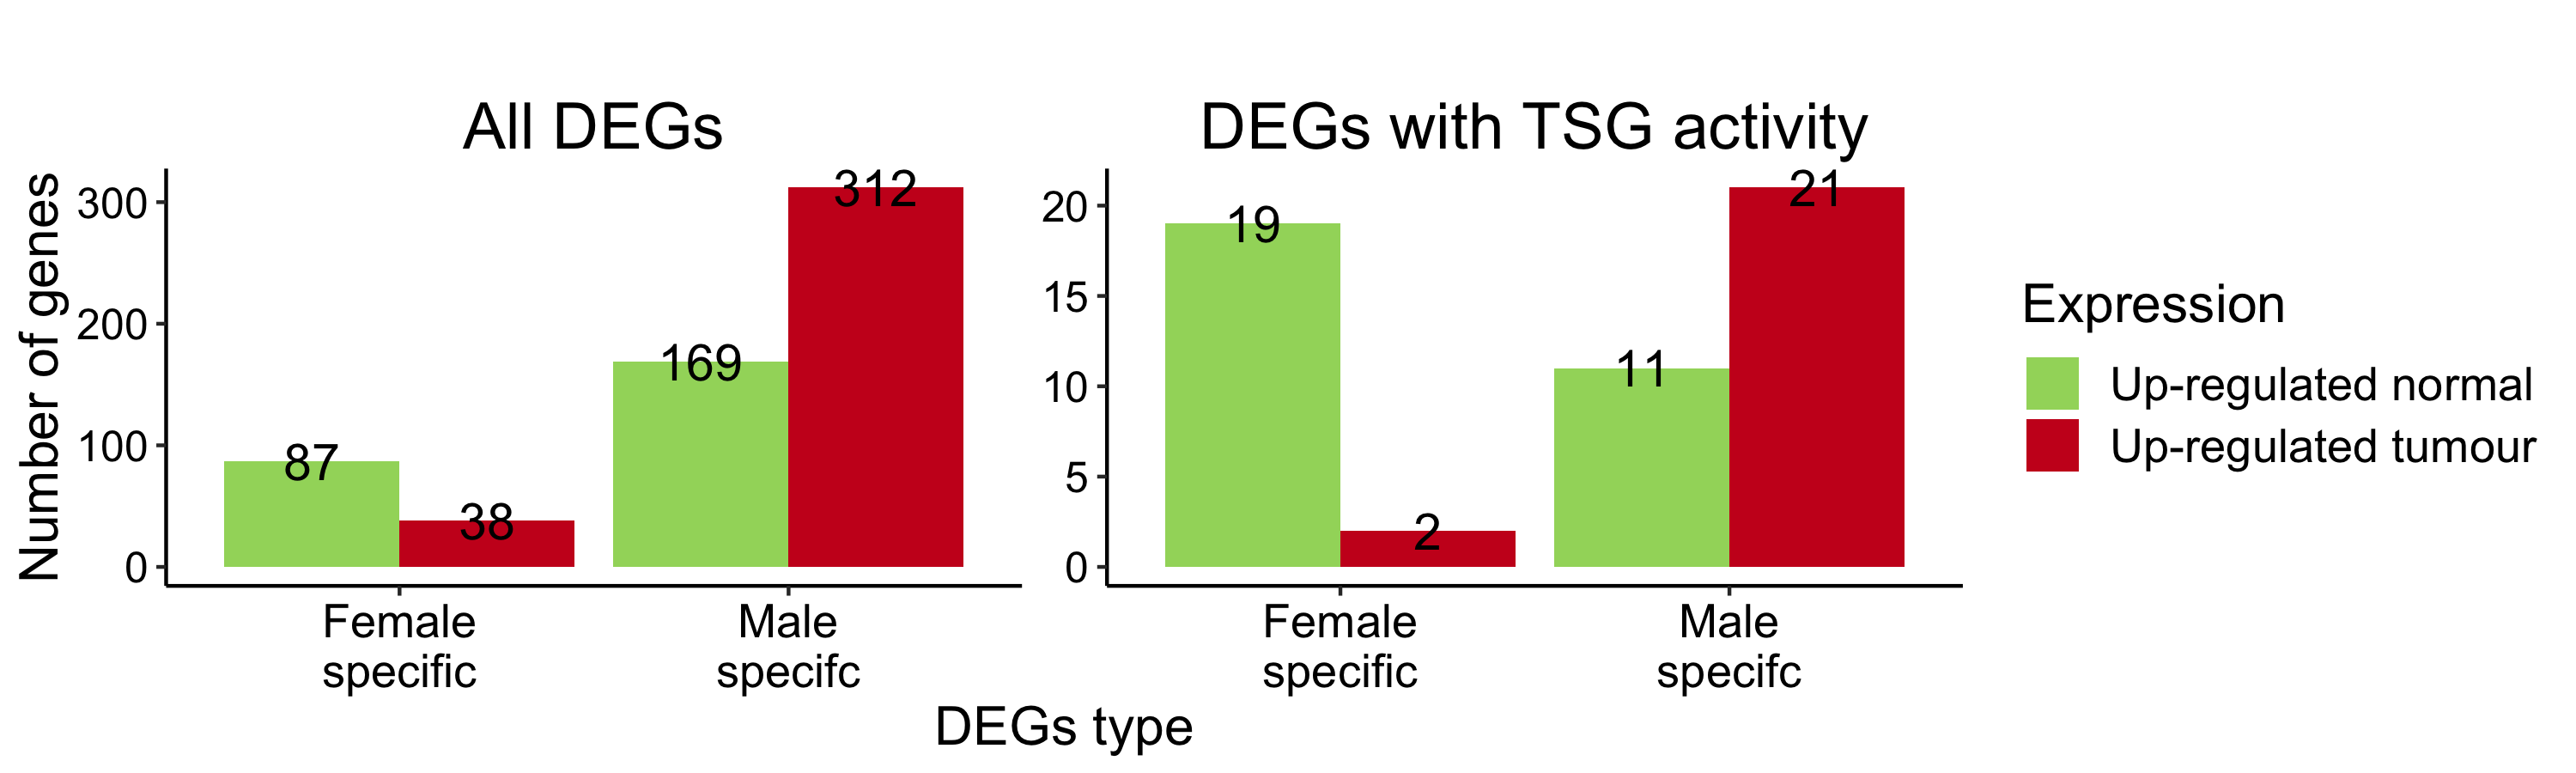 All DEGs
Number of genes
300
200
100
0
87
38
169
312
Female
specific
Male
specifc
DEGs with TSG activity
20
15
10
5
0
19
2
11
21
Female
specific
Male
specifc
DEGs type
Expression
Up-regulated normal
Up-regulated tumour